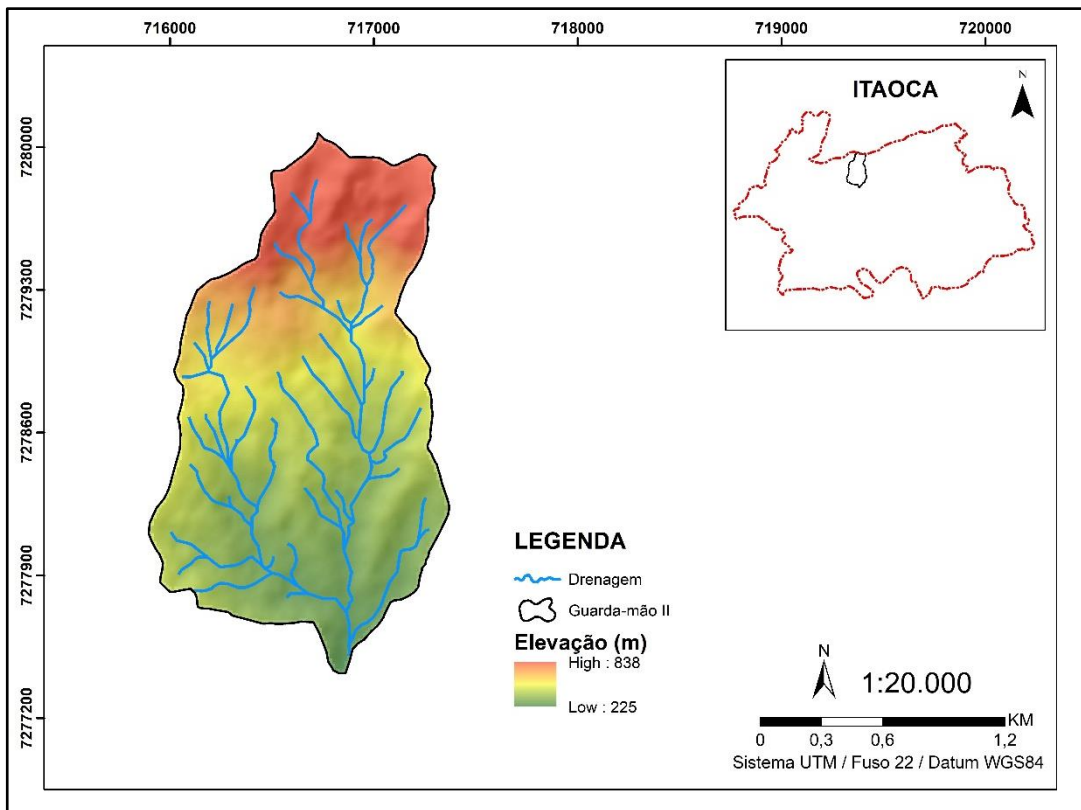 716000
717000
718000
719000
720000
7280000
7279300
7278600
7277900
7277200
ITAOCA
N
LEGENDA
Drenagem
Guarda-mão II
Elevação (m)
High : 838
Low : 225
N
1:20.000
KM
0 0,3 0,6 1,2
Sistema UTM / Fuso 22 / Datum WGS84